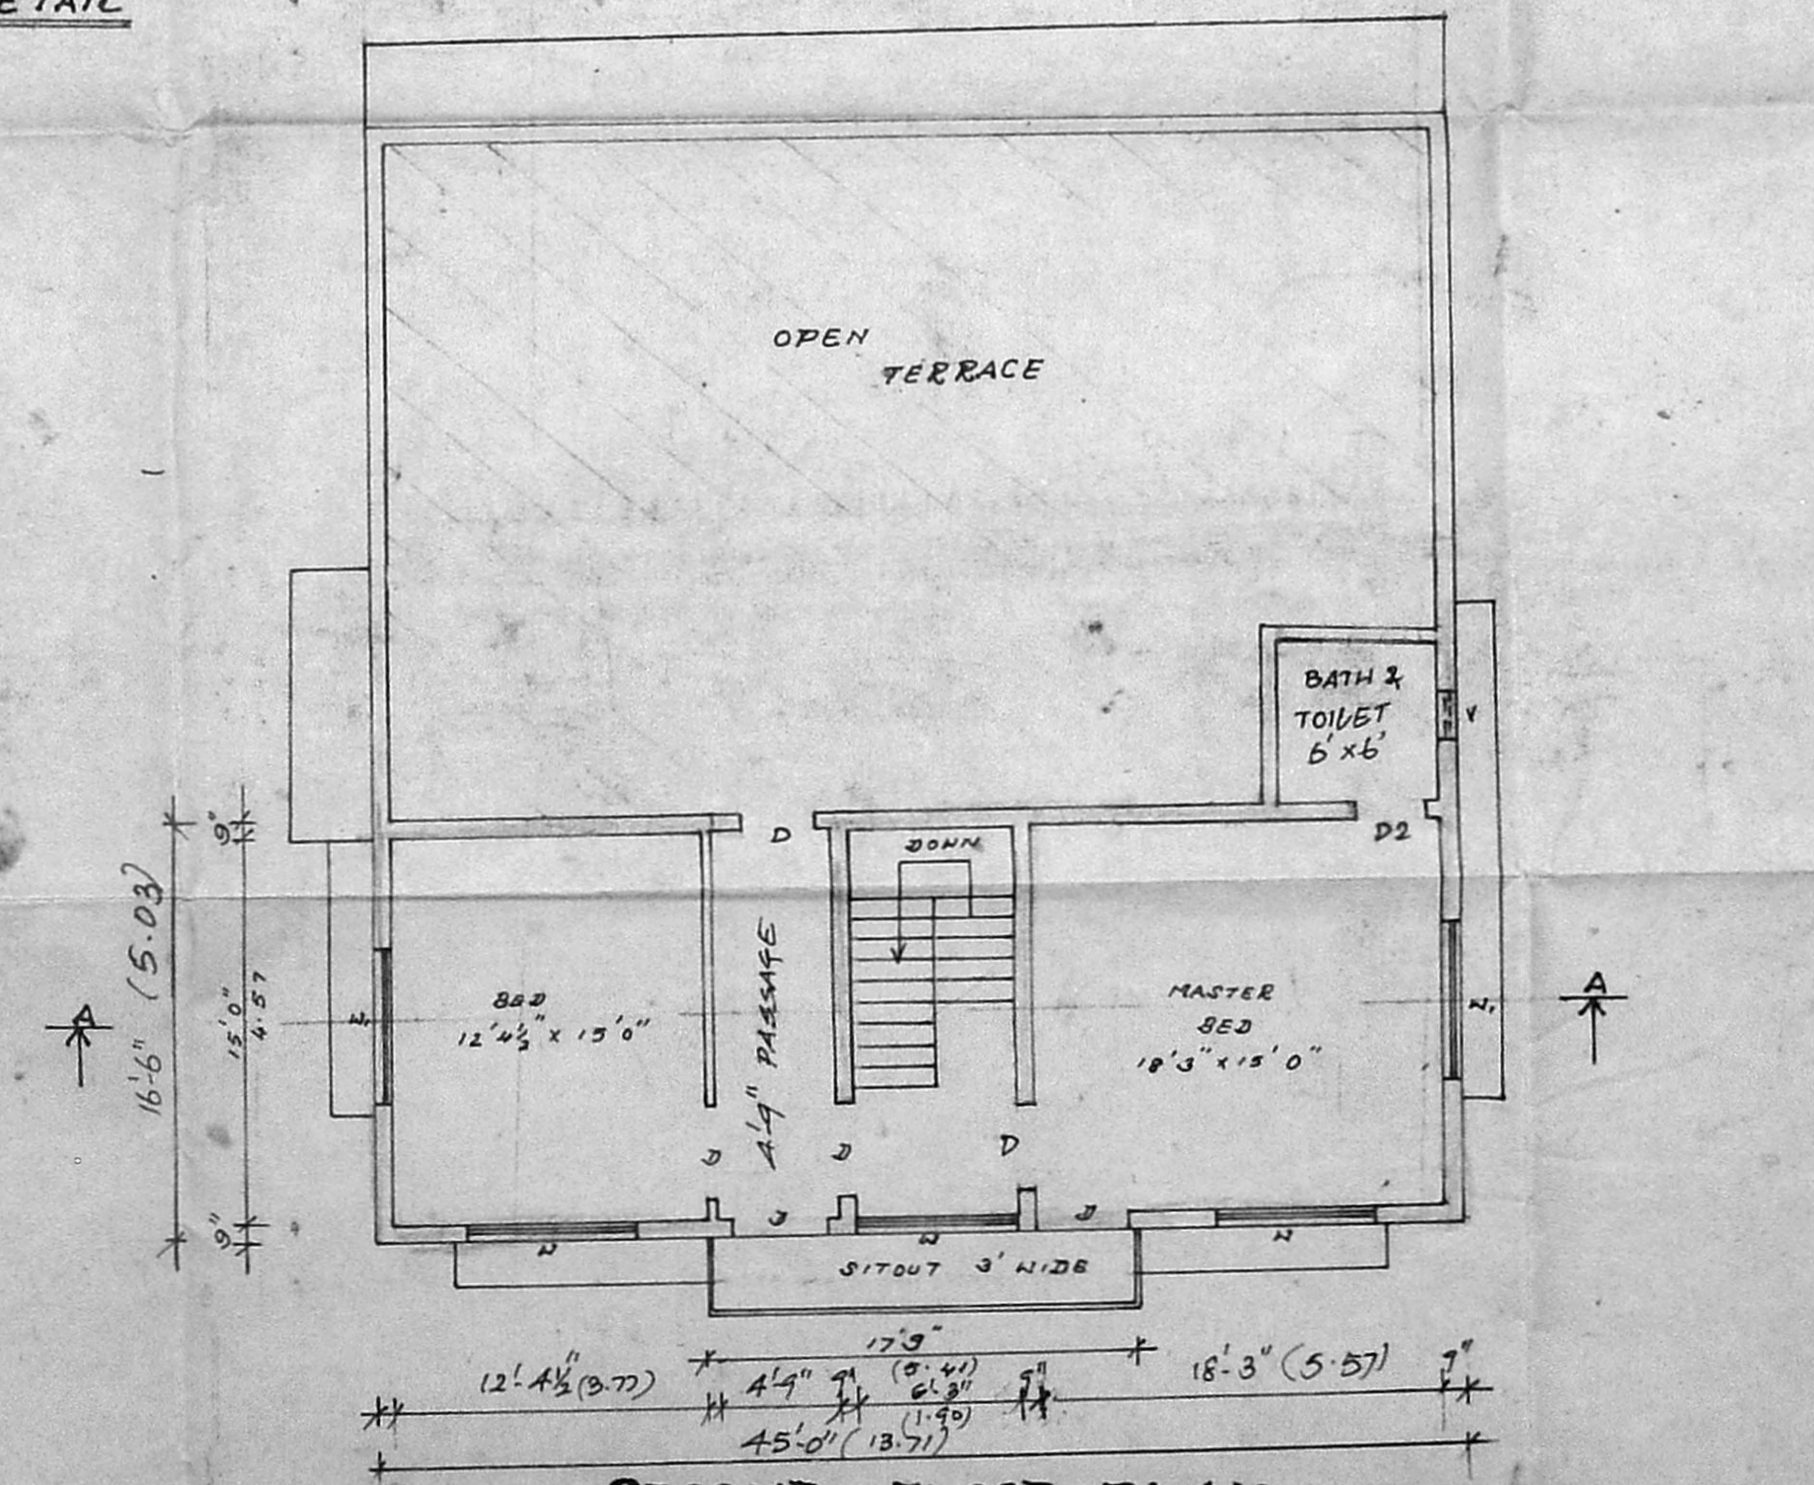 OPEN
TERRACE
BATH &
TOILET
6' x 6'
V
D
DOWN
D2
9"
16'-6" (5.03)
15'0"
4.57
A
W1
BED
12'4½" x 15'0"
4'-9" PASSAGE
MASTER
BED
18'3" x 15'0"
W1
A
D
D
D
9"
D
D
W
W
W
SITOUT 3' WIDE
17'9"
(5.41)
12'-4½" (3.77)
4'-9"
9"
6'-3"
(1.90)
9"
18'-3" (5.57)
9"
45'-0" (13.71)